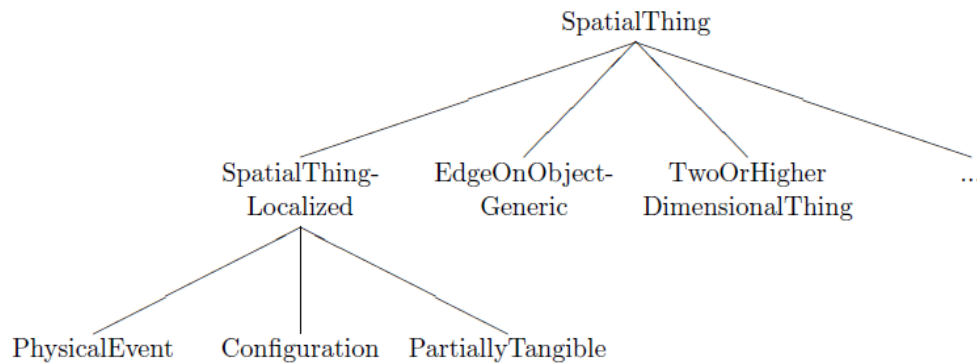 SpatialThing
SpatialThing- EdgeOnObject- TwoOrHigher ...
Localized Generic DimensionalThing
PhysicalEvent Configuration PartiallyTangible